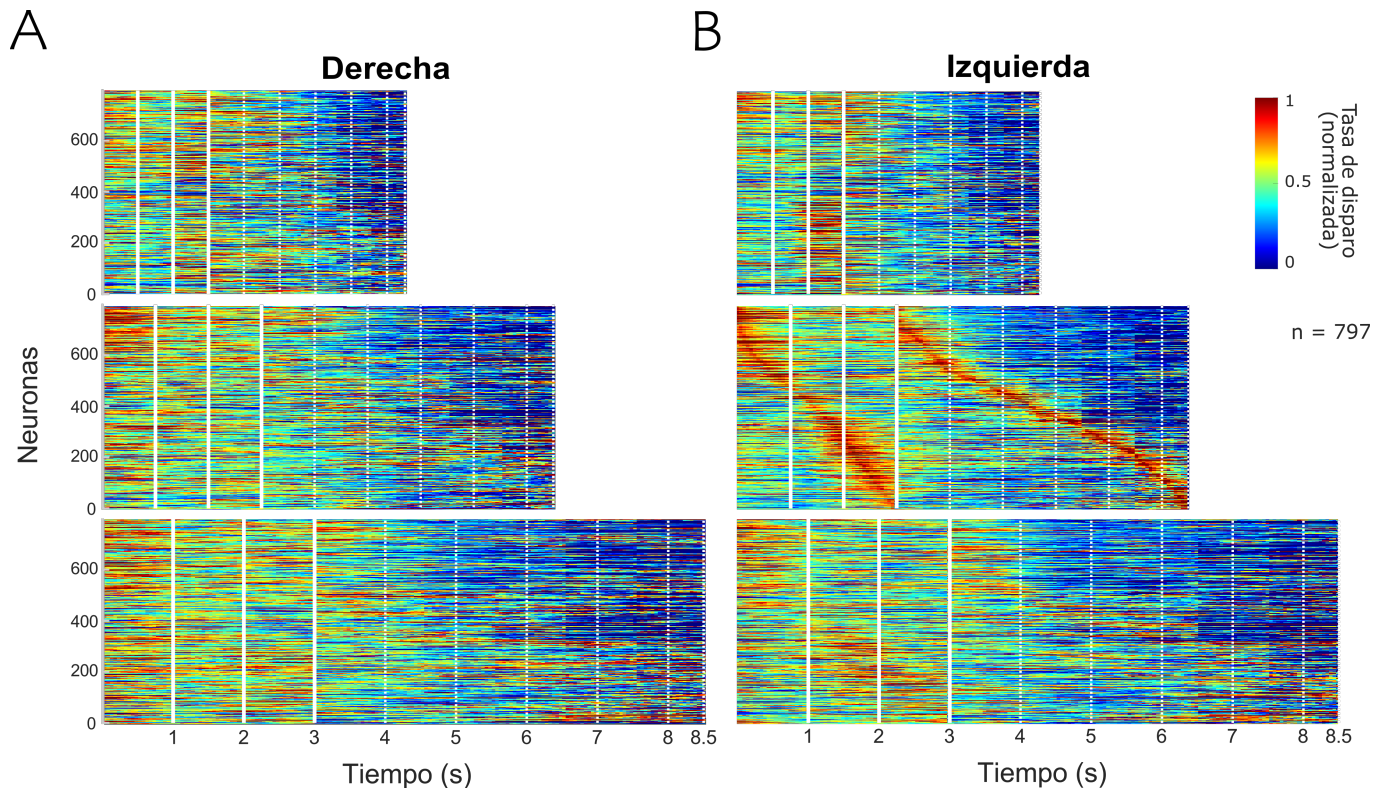 A
B
Derecha
Izquierda
600
400
200
0
1
0.5
0
Tasa de disparo
(normalizada)
Neuronas
600
400
200
0
n = 797
600
400
200
0
1 2 3 4 5 6 7 8 8.5
1 2 3 4 5 6 7 8 8.5
Tiempo (s)
Tiempo (s)